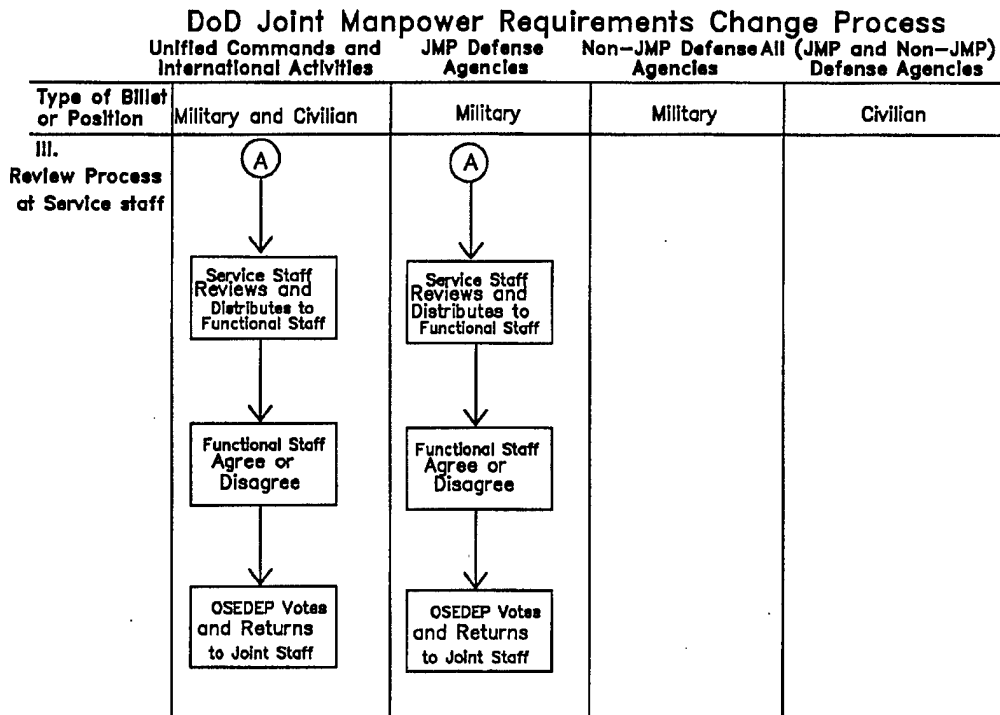 DoD Joint Manpower Requirements Change Process
Unified Commands and
International Activities
JMP Defense
Agencies
Non-JMP Defense
Agencies
All (JMP and Non-JMP)
Defense Agencies
Type of Billet
or Position
Military and Civilian
Military
Military
Civilian
III.
Review Process
at Service staff
A
Service Staff
Reviews and
Distributes to
Functional Staff
Functional Staff
Agree or
Disagree
OSEDEP Votes
and Returns
to Joint Staff
A
Service Staff
Reviews and
Distributes to
Functional Staff
Functional Staff
Agree or
Disagree
OSEDEP Votes
and Returns
to Joint Staff